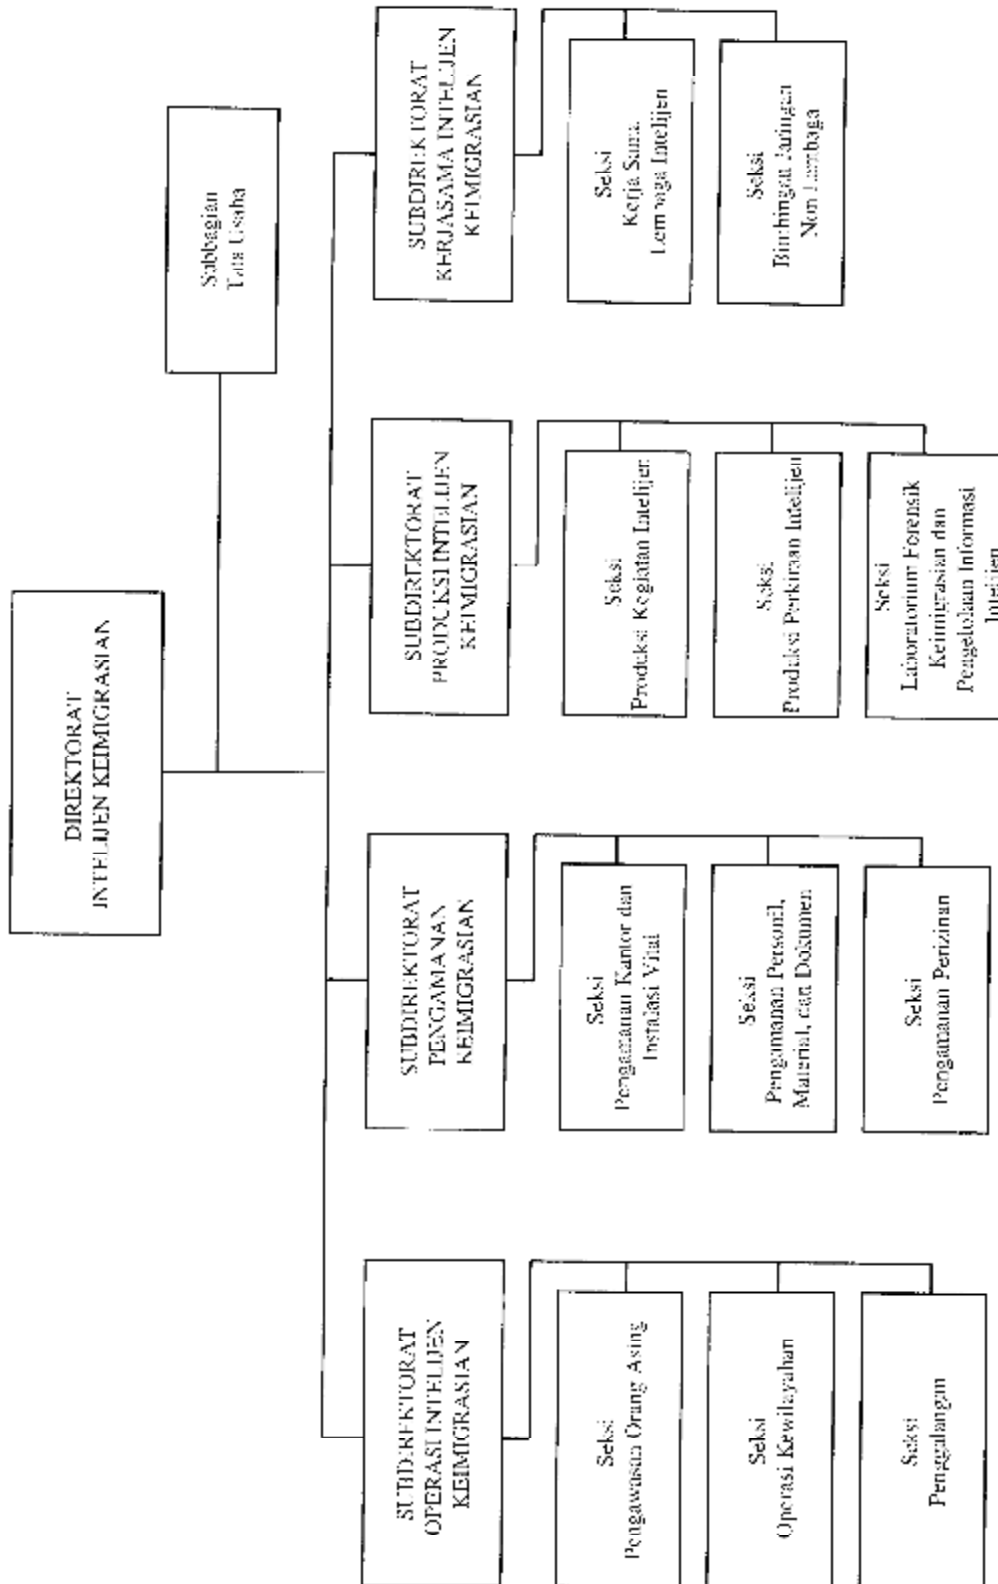 DIREKTORAT
INTELIJEN KEIMIGRASIAN
Subbagian
Tata Usaha
SUBDIREKTORAT
OPERASI INTELIJEN
KEIMIGRASIAN
Seksi
Pengawasan Orang Asing
Seksi
Operasi Kewilayahan
Seksi
Penggalangan
SUBDIREKTORAT
PENGAMANAN
KEIMIGRASIAN
Seksi
Pengamanan Kantor dan
Instalasi Vital
Seksi
Pengamanan Personil,
Material, dan Dokumen
Seksi
Pengamanan Perizinan
SUBDIREKTORAT
PRODUKSI INTELIJEN
KEIMIGRASIAN
Seksi
Produksi Kegiatan Intelijen
Seksi
Produksi Perkiraan Intelijen
Seksi
Laboratorium Forensik
Keimigrasian dan
Pengelolaan Informasi
Intelijen
SUBDIREKTORAT
KERJASAMA INTELIJEN
KEIMIGRASIAN
Seksi
Kerja Sama
Lembaga Intelijen
Seksi
Bimbingan Jaringan
Non Lembaga